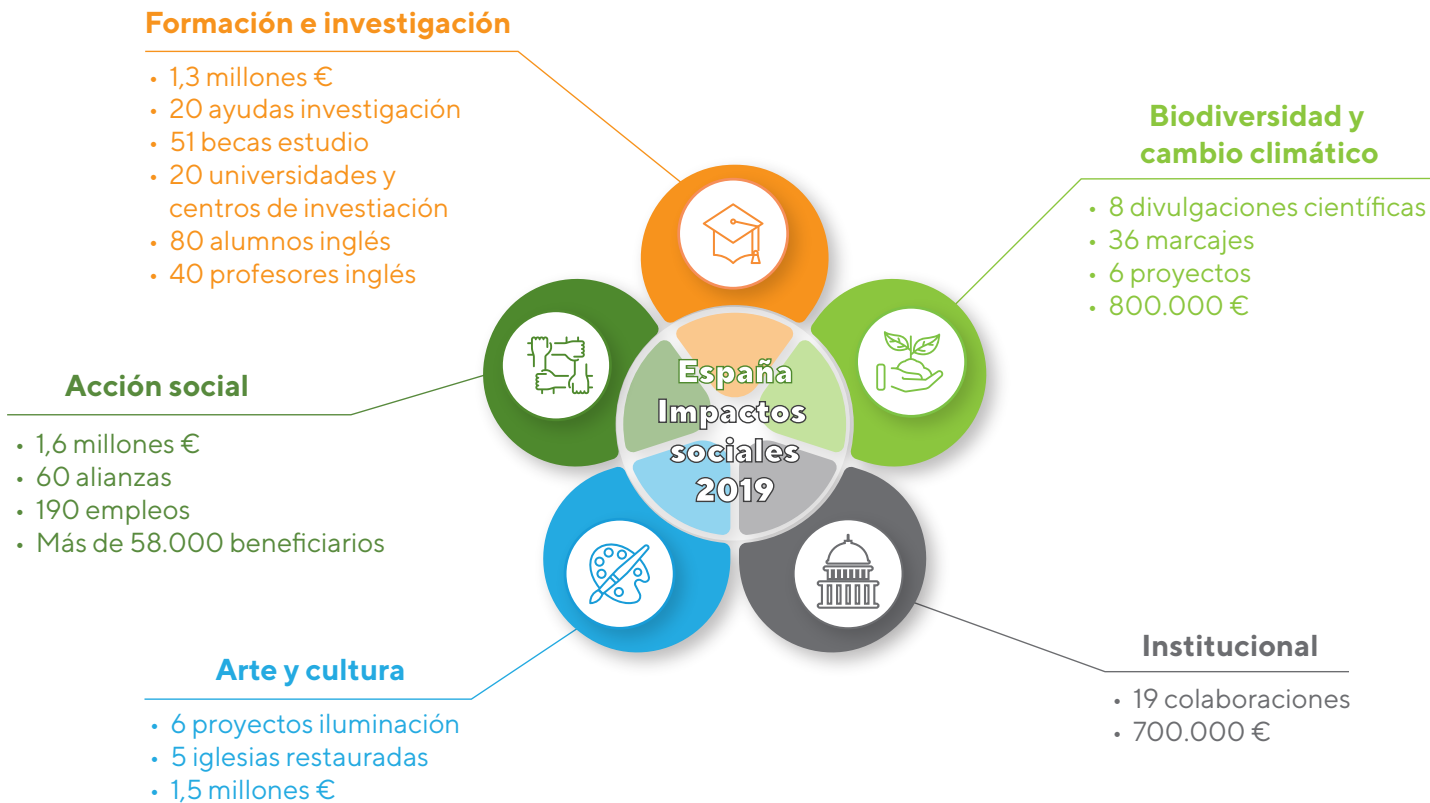 Formación e investigación
• 1,3 millones €
• 20 ayudas investigación
• 51 becas estudio
• 20 universidades y
centros de investiación
• 80 alumnos inglés
• 40 profesores inglés
Biodiversidad y
cambio climático
• 8 divulgaciones científicas
• 36 marcajes
• 6 proyectos
• 800.000 €
España
Impactos
sociales
2019
Acción social
• 1,6 millones €
• 60 alianzas
• 190 empleos
• Más de 58.000 beneficiarios
Arte y cultura
• 6 proyectos iluminación
• 5 iglesias restauradas
• 1,5 millones €
Institucional
• 19 colaboraciones
• 700.000 €